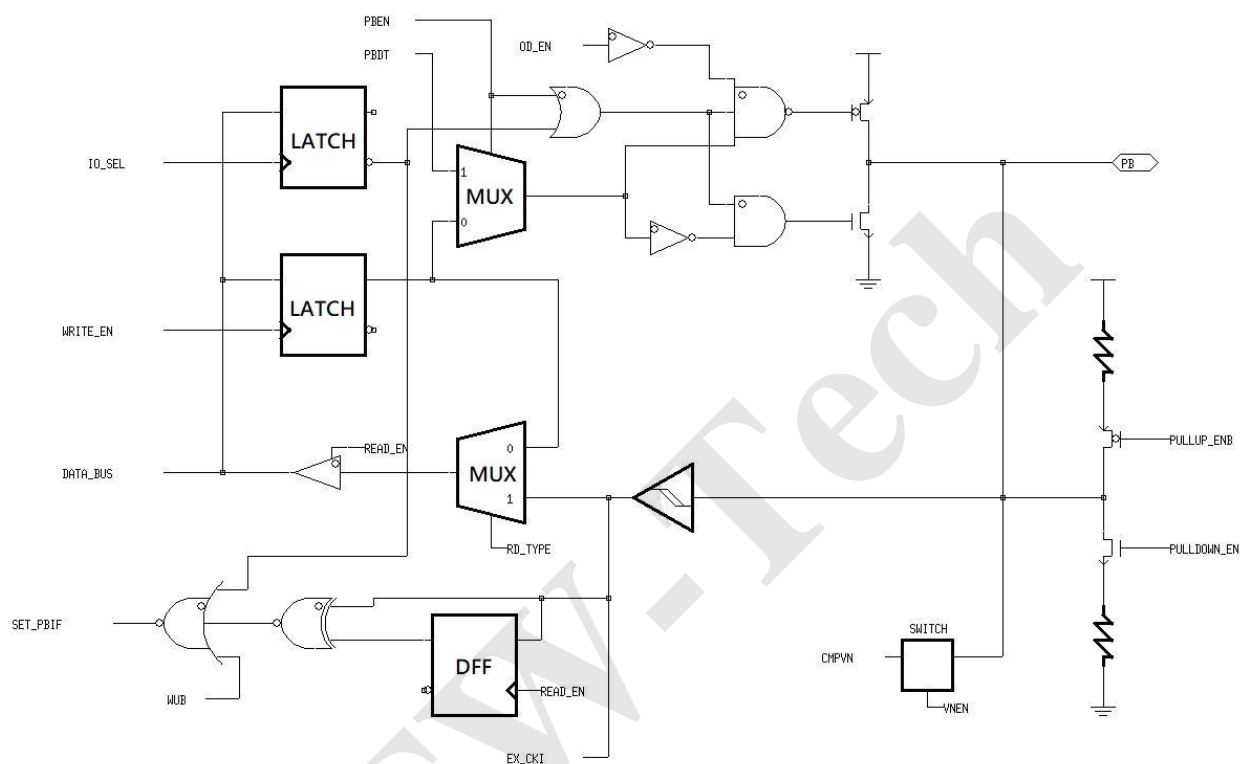 PBEN
OD_EN
PBDT
LATCH
IO_SEL
PB
1
MUX
0
LATCH
WRITE_EN
READ_EN
0
PULLUP_ENB
DATA_BUS
MUX
1
RD_TYPE
PULLDOWN_EN
SET_PBIF
SWITCH
CMPVN
DFF
READ_EN
WUB
VNEN
EX_CKI
-Tech